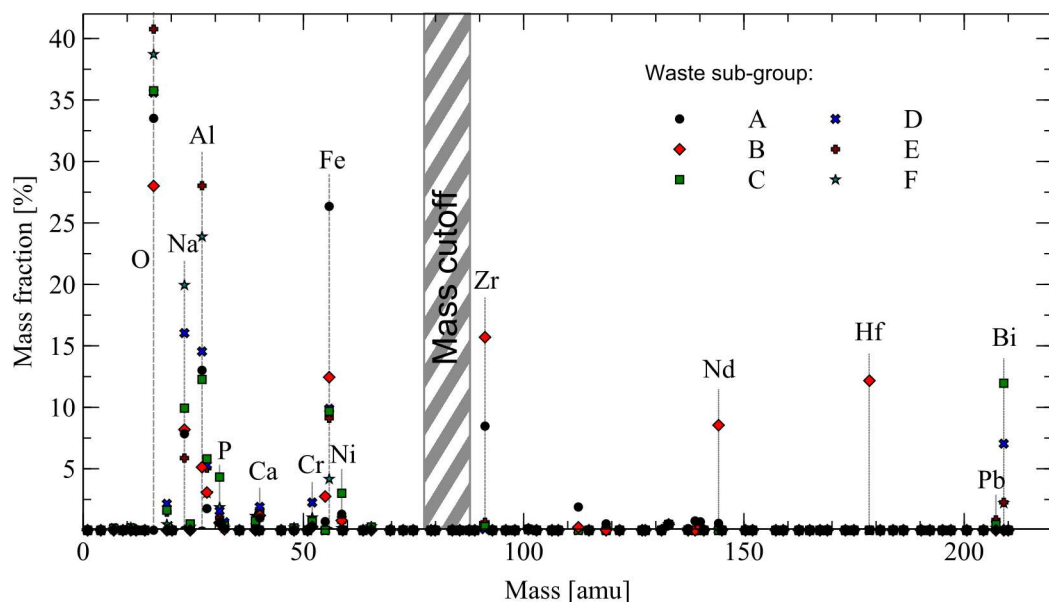 40
35
30
25
20
15
10
5
Mass fraction [%]
O
Na
Al
P
Ca
Cr
Fe
Ni
Mass cutoff
Zr
Nd
Hf
Pb
Bi
Waste sub-group:
A D
B E
C F
0 50 100 150 200
Mass [amu]